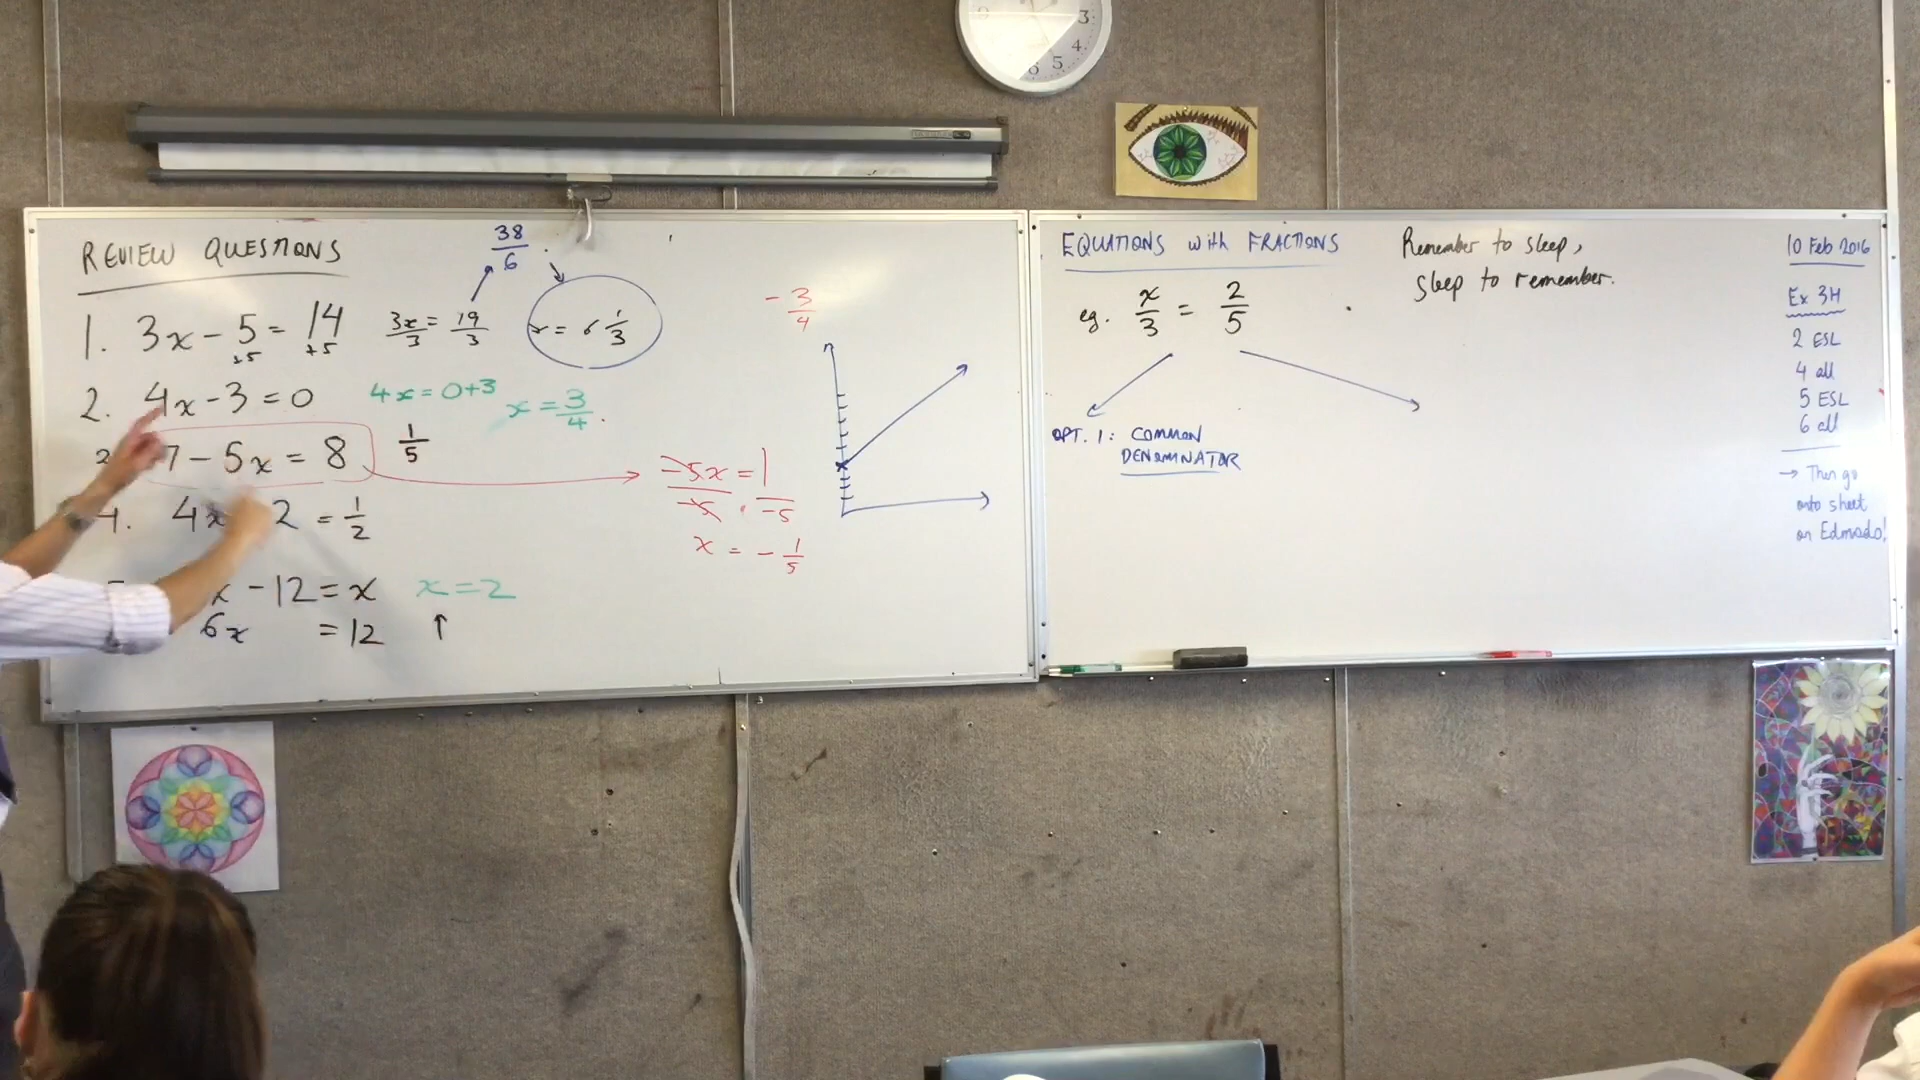 REVIEW QUESTIONS
38/6
1. 3x - 5 = 14
+5 +5
3x/3 = 19/3
x = 6 1/3
2. 4x - 3 = 0
4x = 0+3
x = 3/4.
7 - 5x = 8
1/5
4. 4x 2 = 1/2
x - 12 = x
x = 2
6x = 12
↑
- 3/4
-5x/-5 = 1/-5
x = - 1/5
EQUATIONS with FRACTIONS
eg. x/3 = 2/5
OPT. 1: COMMON
DENOMINATOR
Remember to sleep,
sleep to remember.
10 Feb 2016
Ex 3H
2 ESL
4 all
5 ESL
6 all
→ Then go
onto sheet
on Edmodo!
3
4
5
6